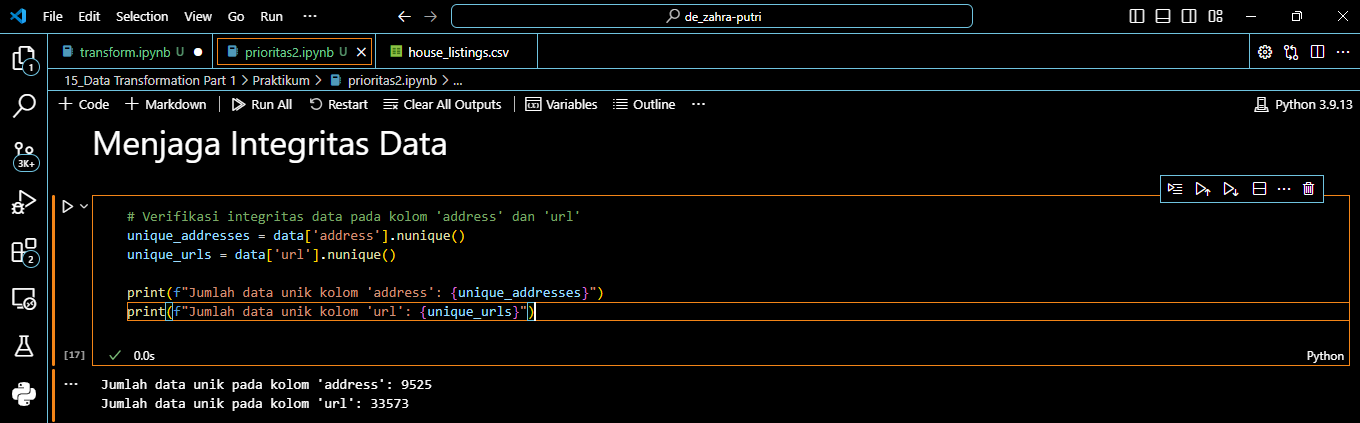 File Edit Selection View Go Run ··· de_zahra-putri
transform.ipynb U prioritas2.ipynb U house_listings.csv
1
15_Data Transformation Part 1 > Praktikum > prioritas2.ipynb > ...
+ Code + Markdown Run All Restart Clear All Outputs Variables Outline ··· Python 3.9.13
Menjaga Integritas Data
3K+
# Verifikasi integritas data pada kolom 'address' dan 'url'
unique_addresses = data['address'].nunique()
unique_urls = data['url'].nunique()
2
print(f"Jumlah data unik kolom 'address': {unique_addresses}")
print(f"Jumlah data unik kolom 'url': {unique_urls}")
[17] 0.0s Python
Jumlah data unik pada kolom 'address': 9525
Jumlah data unik pada kolom 'url': 33573